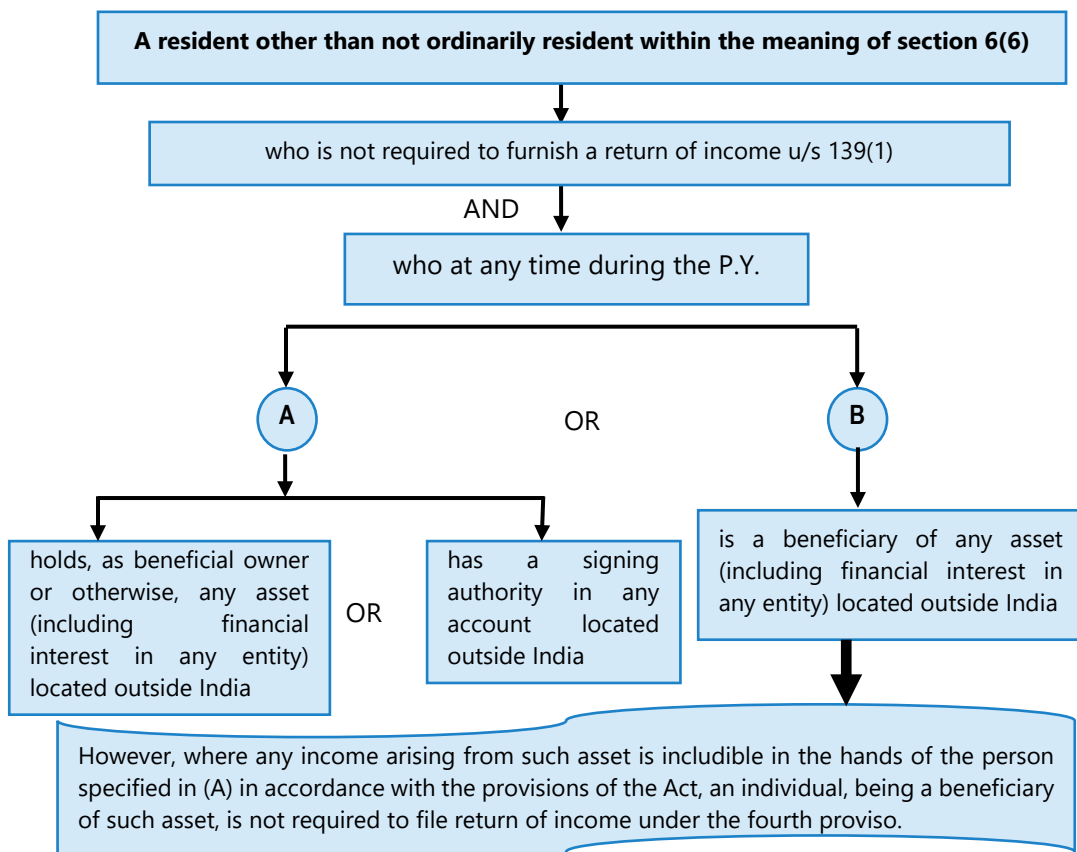 A resident other than not ordinarily resident within the meaning of section 6(6)
who is not required to furnish a return of income u/s 139(1)
AND
who at any time during the P.Y.
A
OR
B
holds, as beneficial owner
or otherwise, any asset
(including financial
interest in any entity)
located outside India
OR
has a signing
authority in any
account located
outside India
is a beneficiary of any asset
(including financial interest in
any entity) located outside India
However, where any income arising from such asset is includible in the hands of the person
specified in (A) in accordance with the provisions of the Act, an individual, being a beneficiary
of such asset, is not required to file return of income under the fourth proviso.